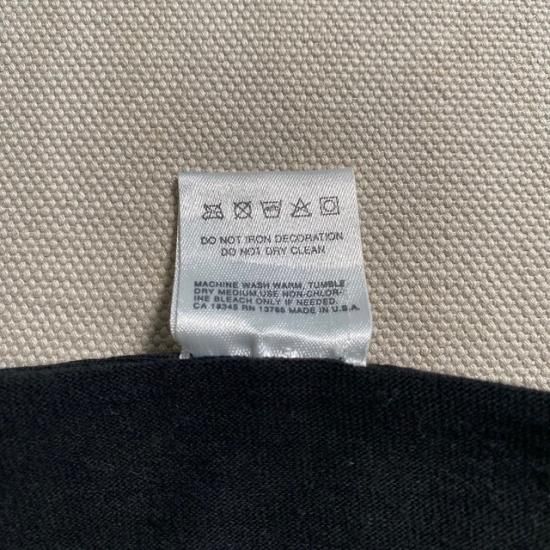 DO NOT IRON DECORATION
DO NOT DRY CLEAN
MACHINE WASH WARM, TUMBLE
DRY MEDIUM,USE NON-CHLOR-
INE BLEACH ONLY IF NEEDED.
CA 18345 RN 13765 MADE IN U.S.A.